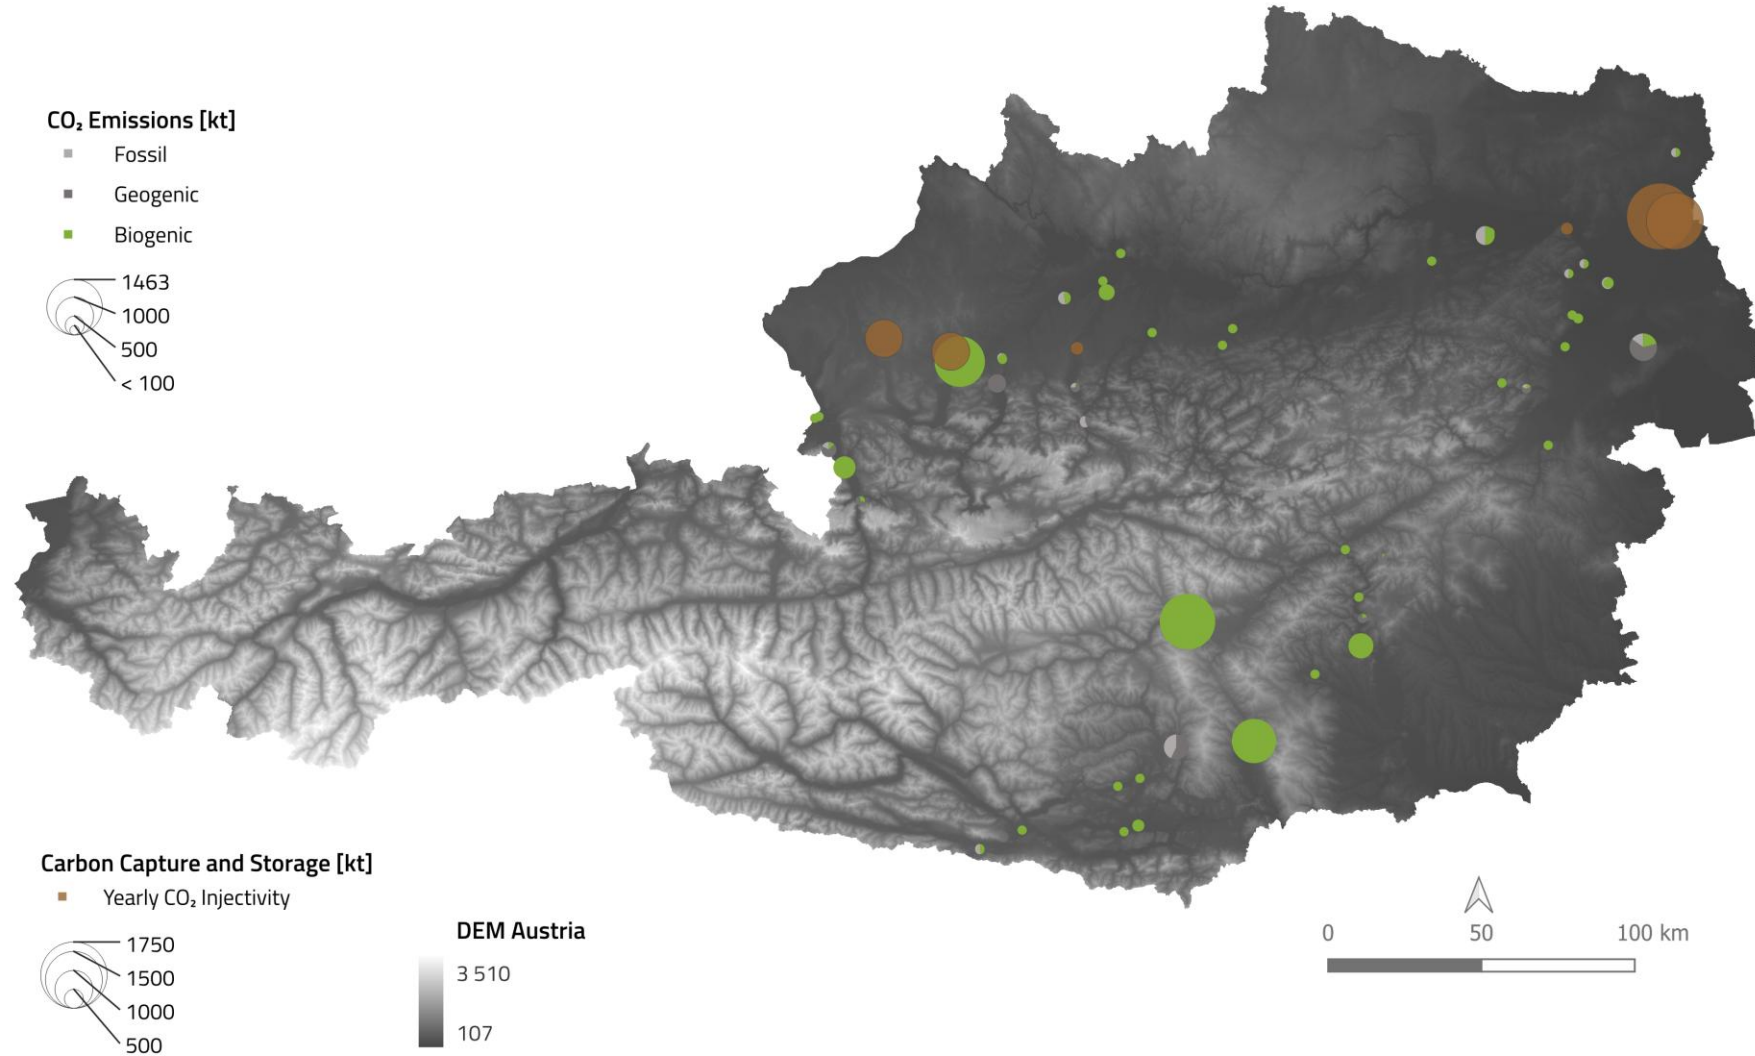 CO₂ Emissions [kt]
Fossil
Geogenic
Biogenic
1463
1000
500
< 100
Carbon Capture and Storage [kt]
Yearly CO₂ Injectivity
1750
1500
1000
500
DEM Austria
3 510
107
0 50 100 km